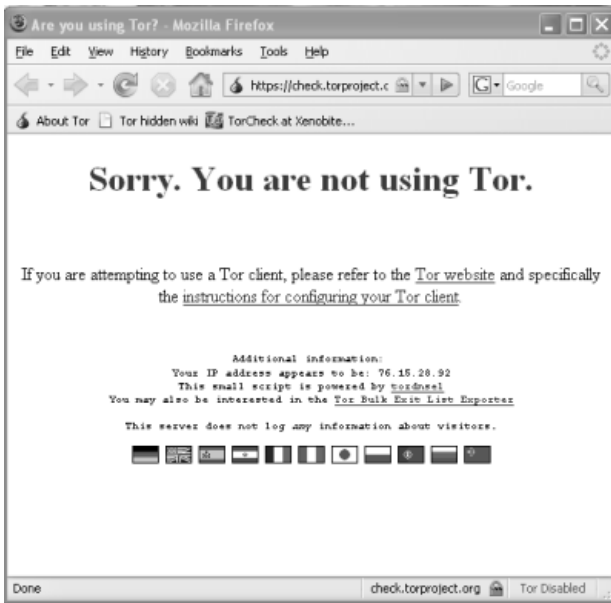 Are you using Tor? - Mozilla Firefox
File Edit View History Bookmarks Tools Help
https://check.torproject.c G Google
About Tor Tor hidden wiki TorCheck at Xenobite...
Sorry. You are not using Tor.
If you are attempting to use a Tor client, please refer to the Tor website and specifically
the instructions for configuring your Tor client.
Additional information:
Your IP address appears to be: 76.15.28.92
This small script is powered by tordnsel
You may also be interested in the Tor Bulk Exit List Exporter
This server does not log any information about visitors.
Done check.torproject.org Tor Disabled